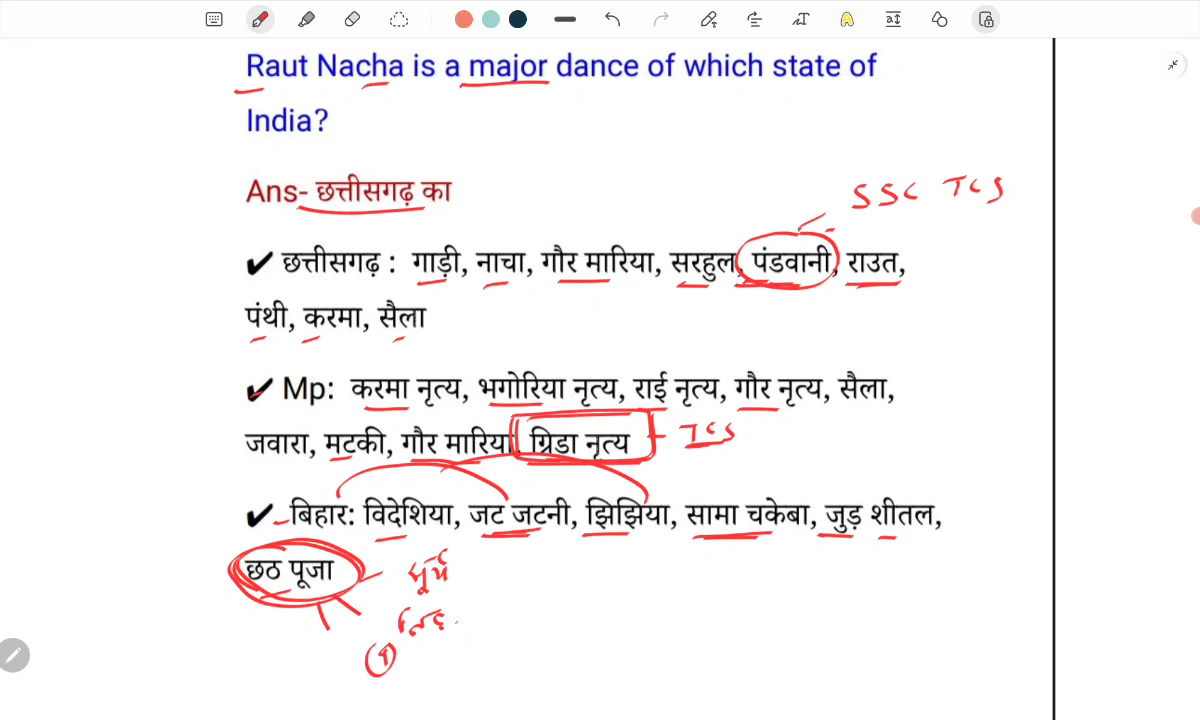 Raut Nacha is a major dance of which state of
India?
Ans- छत्तीसगढ़ का
SSC TCS
✔ छत्तीसगढ़ : गाड़ी, नाचा, गौर मारिया, सरहुल, पंडवानी, राउत,
पंथी, करमा, सैला
✔ Mp: करमा नृत्य, भगोरिया नृत्य, राई नृत्य, गौर नृत्य, सैला,
जवारा, मटकी, गौर मारिया, ग्रिडा नृत्य TCS
✔ बिहार: विदेशिया, जट जटनी, झिझिया, सामा चकेबा, जुड़ शीतल,
छठ पूजा सूर्य